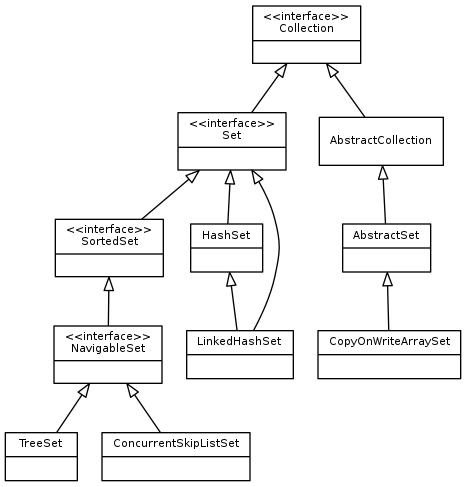 <<interface>>
Collection
<<interface>>
Set
AbstractCollection
<<interface>>
SortedSet
HashSet
AbstractSet
<<interface>>
NavigableSet
LinkedHashSet
CopyOnWriteArraySet
TreeSet
ConcurrentSkipListSet